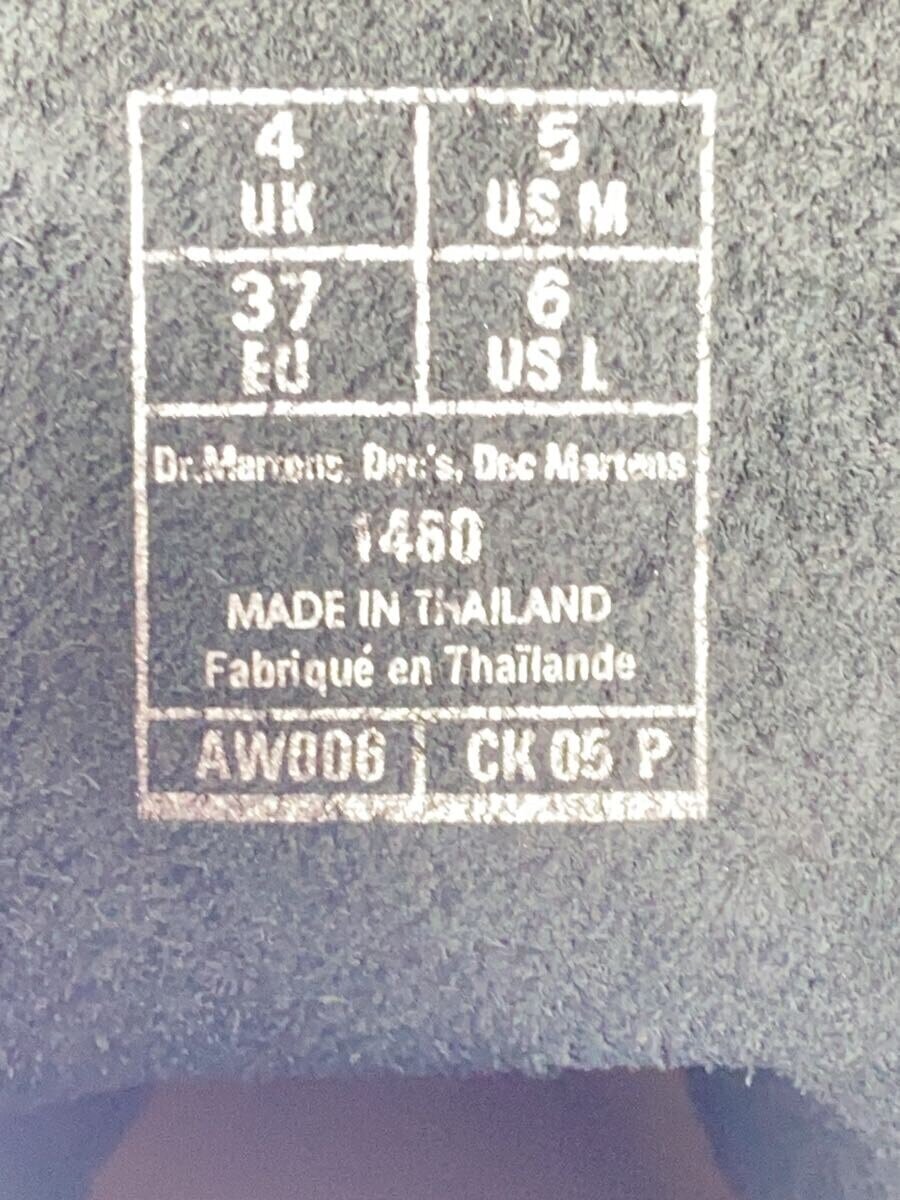 4
UK
5
US M
37
EU
6
US L
Dr.Martens, Doc's, Doc Martens
1460
MADE IN THAILAND
Fabriqué en Thaïlande
AW006
CK 05 P